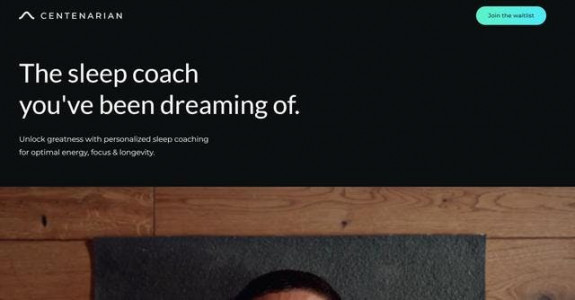 CENTENARIAN
Join the waitlist
The sleep coach
you've been dreaming of.
Unlock greatness with personalized sleep coaching
for optimal energy, focus & longevity.